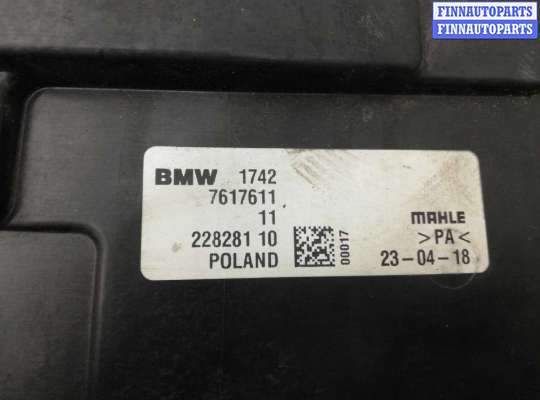 FINNAUTOPARTS
FINNAUTOPARTS
BMW 1742
7617611
11
228281 10
POLAND
00017
MAHLE
>PA<
23-04-18